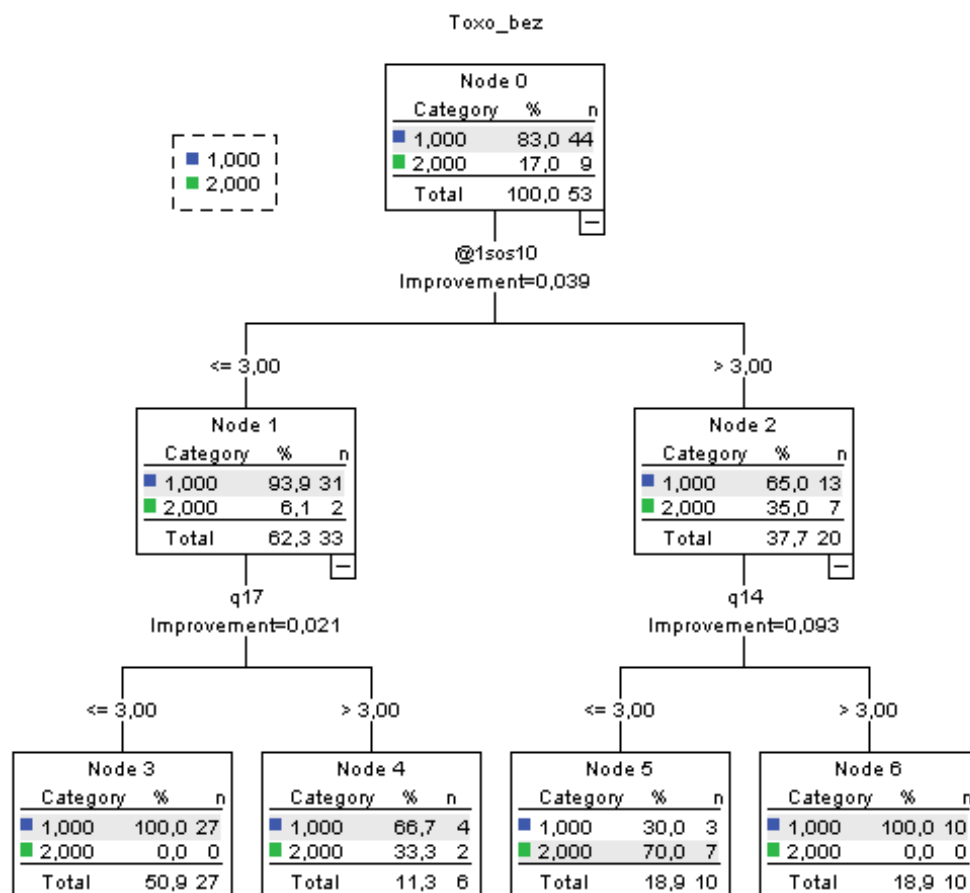 Toxo_bez
Node 0
Category % n
1,000 83,0 44
2,000 17,0 9
Total 100,0 53
1,000
2,000
@1sos10
Improvement=0,039
<= 3,00
> 3,00
Node 1
Category % n
1,000 93,9 31
2,000 6,1 2
Total 62,3 33
Node 2
Category % n
1,000 65,0 13
2,000 35,0 7
Total 37,7 20
q17
Improvement=0,021
q14
Improvement=0,093
<= 3,00
> 3,00
<= 3,00
> 3,00
Node 3
Category % n
1,000 100,0 27
2,000 0,0 0
Total 50,9 27
Node 4
Category % n
1,000 66,7 4
2,000 33,3 2
Total 11,3 6
Node 5
Category % n
1,000 30,0 3
2,000 70,0 7
Total 18,9 10
Node 6
Category % n
1,000 100,0 10
2,000 0,0 0
Total 18,9 10